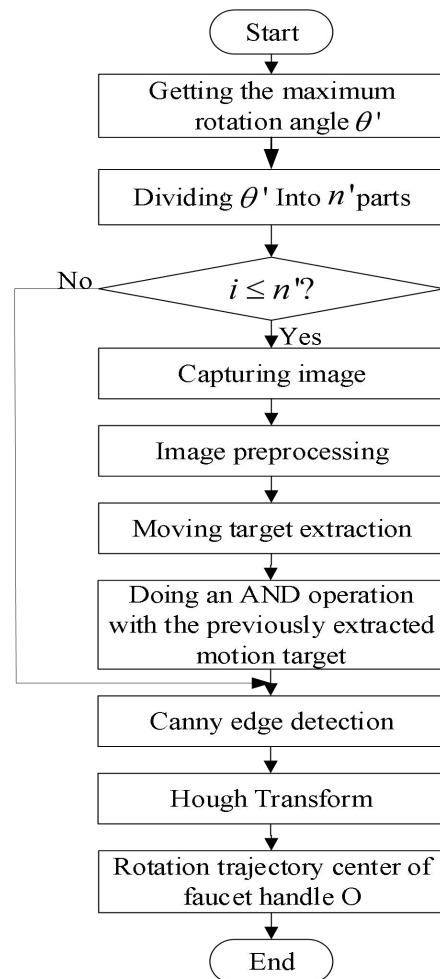 Start
Getting the maximum
rotation angle θ'
Dividing θ' Into n' parts
No
i ≤ n'?
Yes
Capturing image
Image preprocessing
Moving target extraction
Doing an AND operation
with the previously extracted
motion target
Canny edge detection
Hough Transform
Rotation trajectory center of
faucet handle O
End